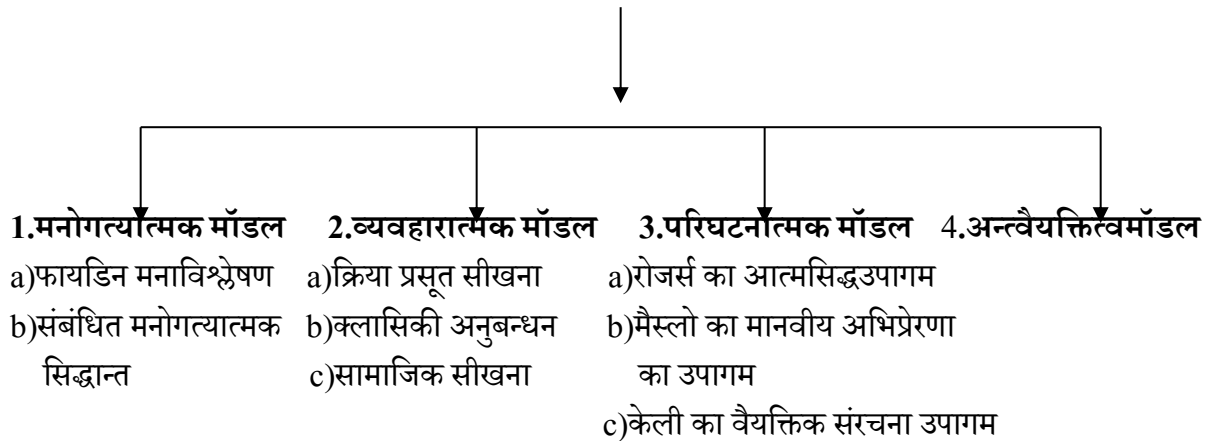 1.मनोगत्यात्मक मॉडल 2.व्यवहारात्मक मॉडल 3.परिघटनात्मक मॉडल 4.अन्त्वैयक्तित्वमॉडल
a)फायडिन मनाविश्लेषण a)क्रिया प्रसूत सीखना a)रोजर्स का आत्मसिद्धउपागम
b)संबंधित मनोगत्यात्मक b)क्लासिकी अनुबन्धन b)मैस्लो का मानवीय अभिप्रेरणा
सिद्धान्त c)सामाजिक सीखना का उपागम
c)केली का वैयक्तिक संरचना उपागम